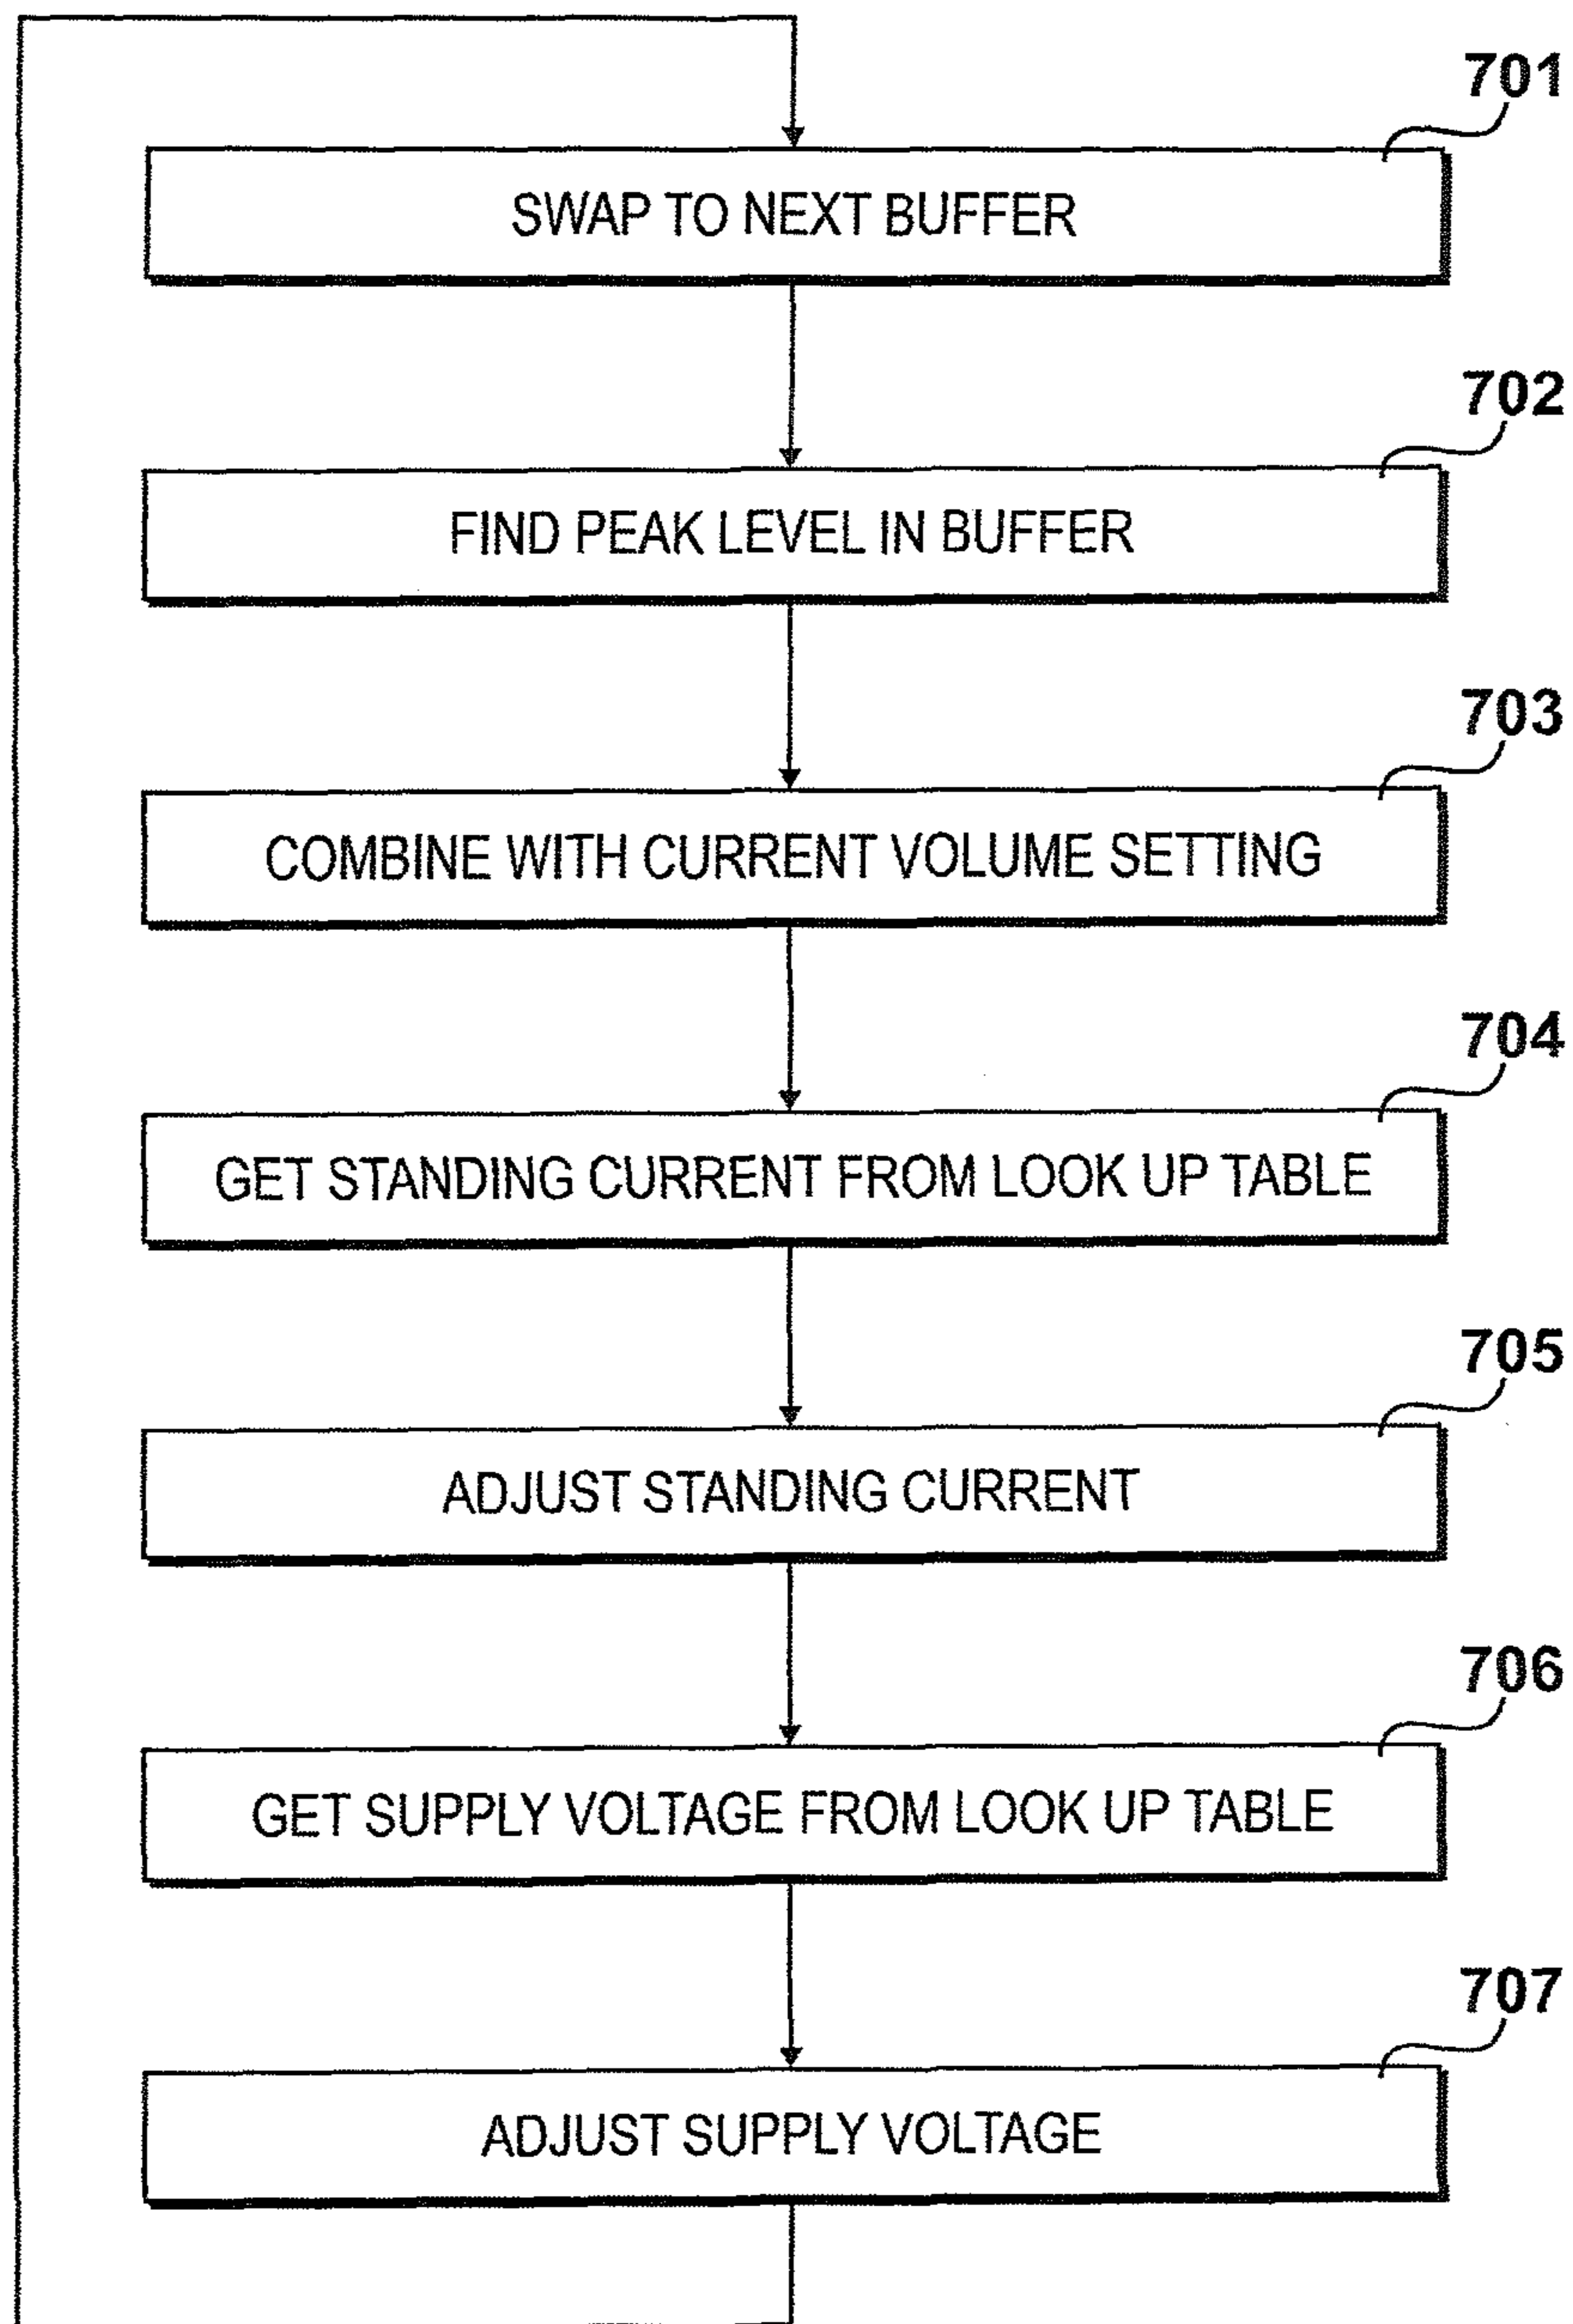 701
SWAP TO NEXT BUFFER
702
FIND PEAK LEVEL IN BUFFER
703
COMBINE WITH CURRENT VOLUME SETTING
704
GET STANDING CURRENT FROM LOOK UP TABLE
705
ADJUST STANDING CURRENT
706
GET SUPPLY VOLTAGE FROM LOOK UP TABLE
707
ADJUST SUPPLY VOLTAGE